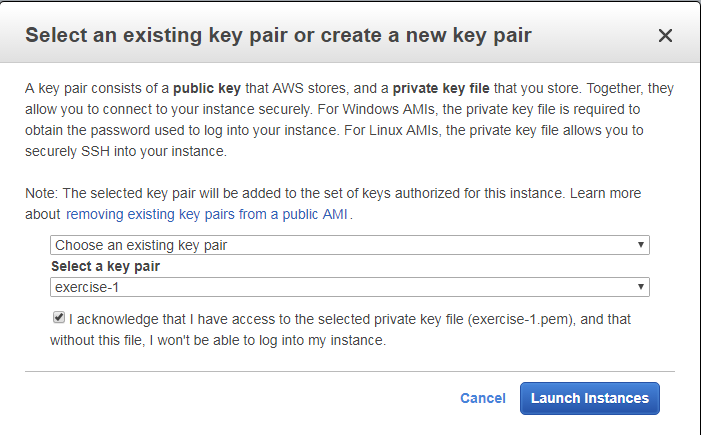 Select an existing key pair or create a new key pair
A key pair consists of a public key that AWS stores, and a private key file that you store. Together, they
allow you to connect to your instance securely. For Windows AMIs, the private key file is required to
obtain the password used to log into your instance. For Linux AMIs, the private key file allows you to
securely SSH into your instance.
Note: The selected key pair will be added to the set of keys authorized for this instance. Learn more
about removing existing key pairs from a public AMI.
Choose an existing key pair
Select a key pair
exercise-1
I acknowledge that I have access to the selected private key file (exercise-1.pem), and that
without this file, I won't be able to log into my instance.
Cancel Launch Instances